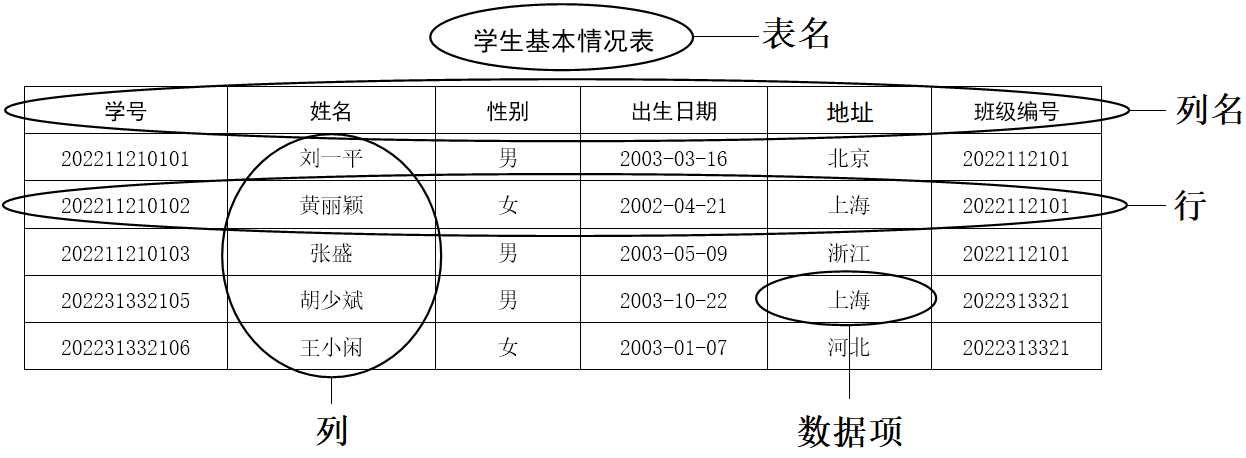 学生基本情况表 表名
学号 姓名 性别 出生日期 地址 班级编号 列名
202211210101 刘一平 男 2003-03-16 北京 2022112101
202211210102 黄丽颖 女 2002-04-21 上海 2022112101 行
202211210103 张盛 男 2003-05-09 浙江 2022112101
202231332105 胡少斌 男 2003-10-22 上海 2022313321
202231332106 王小闲 女 2003-01-07 河北 2022313321
列 数据项